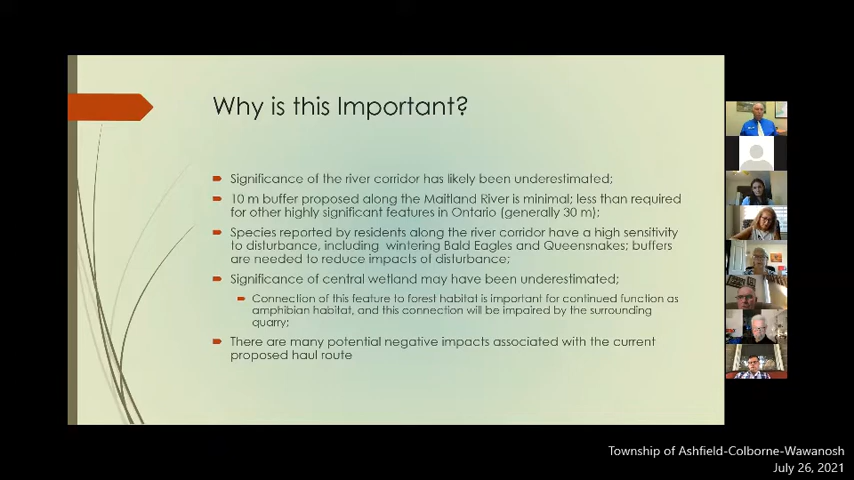 Why is this Important?
Significance of the river corridor has likely been underestimated;
10 m buffer proposed along the Maitland River is minimal; less than required
for other highly significant features in Ontario (generally 30 m);
Species reported by residents along the river corridor have a high sensitivity
to disturbance, including wintering Bald Eagles and Queensnakes; buffers
are needed to reduce impacts of disturbance;
Significance of central wetland may have been underestimated;
Connection of this feature to forest habitat is important for continued function as
amphibian habitat, and this connection will be impaired by the surrounding
quarry;
There are many potential negative impacts associated with the current
proposed haul route
Township of Ashfield-Colborne-Wawanosh
July 26, 2021